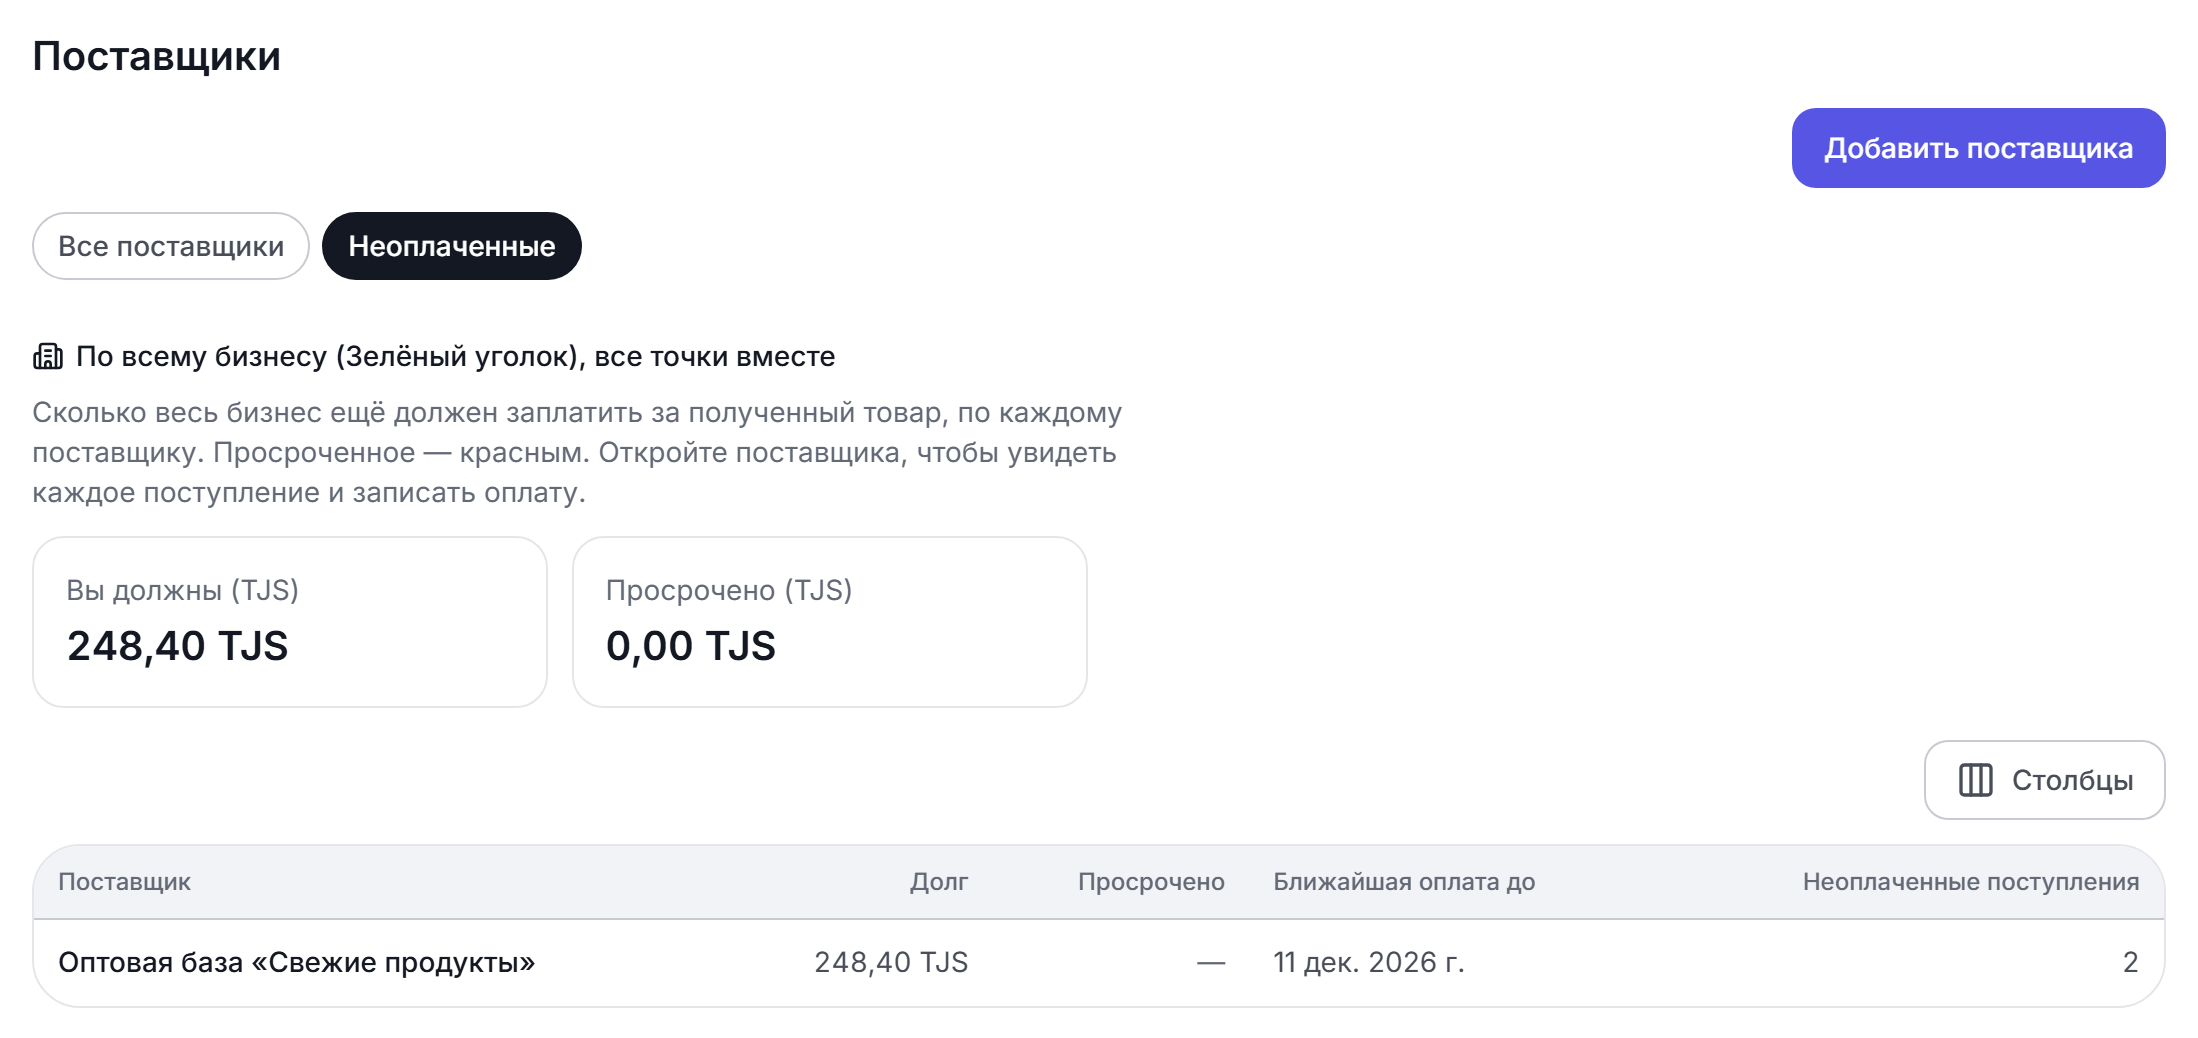 Поставщики
Добавить поставщика
Все поставщики
Неоплаченные
По всему бизнесу (Зелёный уголок), все точки вместе
Сколько весь бизнес ещё должен заплатить за полученный товар, по каждому
поставщику. Просроченное — красным. Откройте поставщика, чтобы увидеть
каждое поступление и записать оплату.
Вы должны (TJS)
248,40 TJS
Просрочено (TJS)
0,00 TJS
Столбцы
Поставщик Долг Просрочено Ближайшая оплата до Неоплаченные поступления
Оптовая база «Свежие продукты» 248,40 TJS — 11 дек. 2026 г. 2